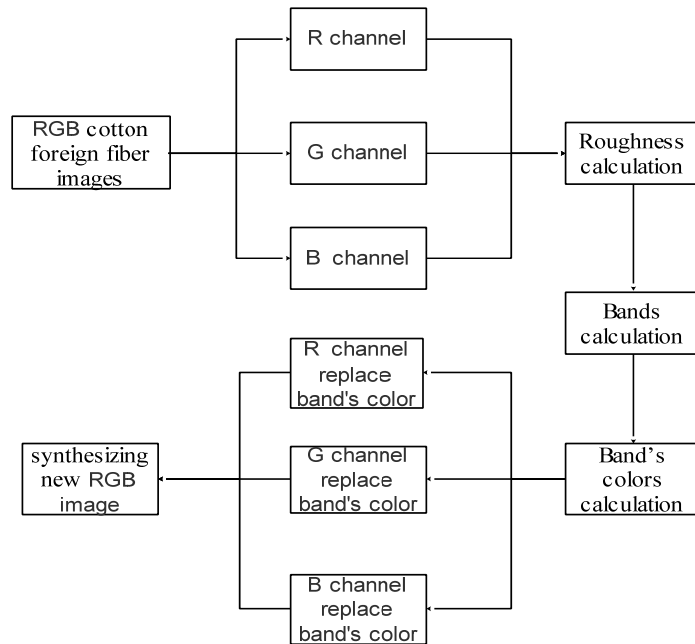 R channel
RGB cotton
foreign fiber
images
G channel
Roughness
calculation
B channel
Bands
calculation
R channel
replace
band's color
synthesizing
new RGB
image
G channel
replace
band's color
Band's
colors
calculation
B channel
replace
band's color